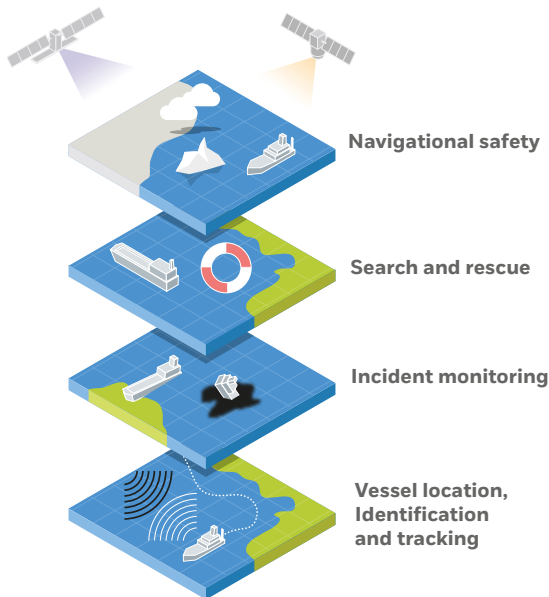 Navigational safety
Search and rescue
Incident monitoring
Vessel location,
Identification
and tracking